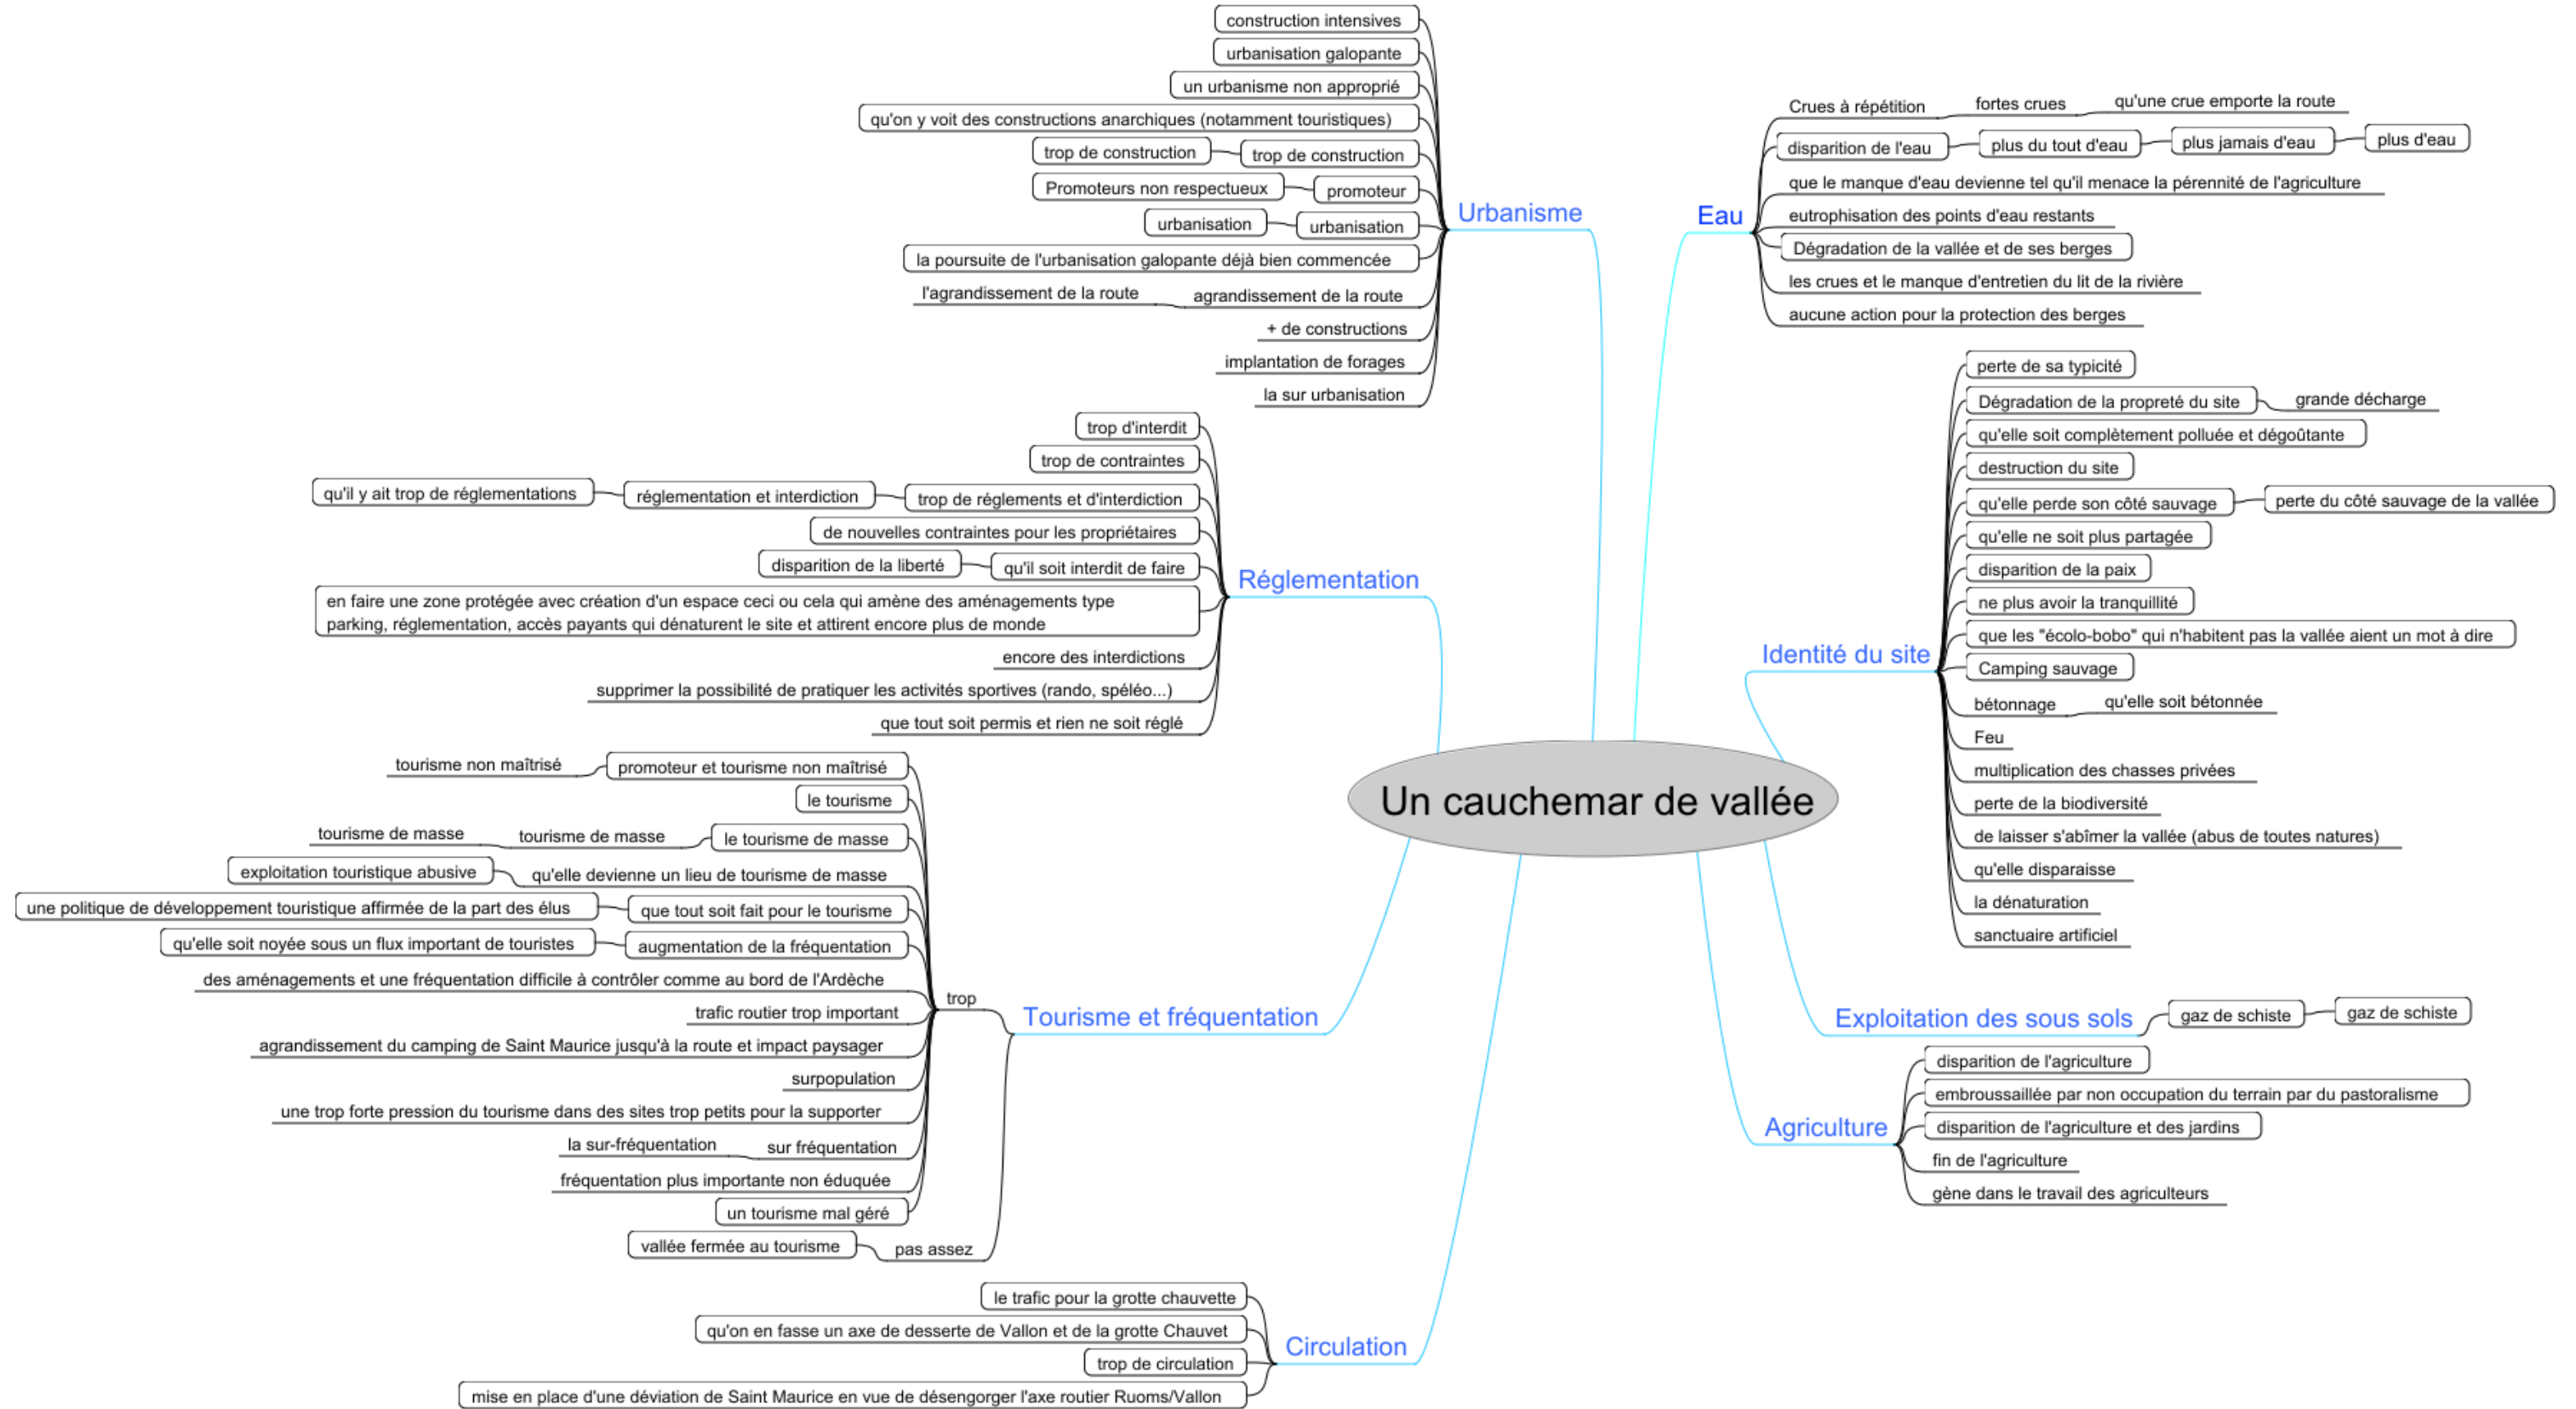 Un cauchemar de vallée
Urbanisme
construction intensives
urbanisation galopante
un urbanisme non approprié
qu'on y voit des constructions anarchiques (notamment touristiques)
trop de construction
trop de construction
Promoteurs non respectueux
promoteur
urbanisation
urbanisation
la poursuite de l'urbanisation galopante déjà bien commencée
l'agrandissement de la route
agrandissement de la route
+ de constructions
implantation de forages
la sur urbanisation
Réglementation
trop d'interdit
trop de contraintes
qu'il y ait trop de réglementations
réglementation et interdiction
trop de réglements et d'interdiction
de nouvelles contraintes pour les propriétaires
disparition de la liberté
qu'il soit interdit de faire
en faire une zone protégée avec création d'un espace ceci ou cela qui amène des aménagements type
parking, réglementation, accès payants qui dénaturent le site et attirent encore plus de monde
encore des interdictions
supprimer la possibilité de pratiquer les activités sportives (rando, spéléo...)
que tout soit permis et rien ne soit réglé
Tourisme et fréquentation
trop
tourisme non maîtrisé
promoteur et tourisme non maîtrisé
le tourisme
tourisme de masse
tourisme de masse
le tourisme de masse
exploitation touristique abusive
qu'elle devienne un lieu de tourisme de masse
une politique de développement touristique affirmée de la part des élus
que tout soit fait pour le tourisme
qu'elle soit noyée sous un flux important de touristes
augmentation de la fréquentation
des aménagements et une fréquentation difficile à contrôler comme au bord de l'Ardèche
trafic routier trop important
agrandissement du camping de Saint Maurice jusqu'à la route et impact paysager
surpopulation
une trop forte pression du tourisme dans des sites trop petits pour la supporter
la sur-fréquentation
sur fréquentation
fréquentation plus importante non éduquée
un tourisme mal géré
vallée fermée au tourisme
pas assez
Circulation
le trafic pour la grotte chauvette
qu'on en fasse un axe de desserte de Vallon et de la grotte Chauvet
trop de circulation
mise en place d'une déviation de Saint Maurice en vue de désengorger l'axe routier Ruoms/Vallon
Eau
Crues à répétition
fortes crues
qu'une crue emporte la route
disparition de l'eau
plus du tout d'eau
plus jamais d'eau
plus d'eau
que le manque d'eau devienne tel qu'il menace la pérennité de l'agriculture
eutrophisation des points d'eau restants
Dégradation de la vallée et de ses berges
les crues et le manque d'entretien du lit de la rivière
aucune action pour la protection des berges
Identité du site
perte de sa typicité
Dégradation de la propreté du site
grande décharge
qu'elle soit complètement polluée et dégoûtante
destruction du site
qu'elle perde son côté sauvage
perte du côté sauvage de la vallée
qu'elle ne soit plus partagée
disparition de la paix
ne plus avoir la tranquillité
que les "écolo-bobo" qui n'habitent pas la vallée aient un mot à dire
Camping sauvage
bétonnage
qu'elle soit bétonnée
Feu
multiplication des chasses privées
perte de la biodiversité
de laisser s'abîmer la vallée (abus de toutes natures)
qu'elle disparaisse
la dénaturation
sanctuaire artificiel
Exploitation des sous sols
gaz de schiste
gaz de schiste
Agriculture
disparition de l'agriculture
embroussaillée par non occupation du terrain par du pastoralisme
disparition de l'agriculture et des jardins
fin de l'agriculture
gène dans le travail des agriculteurs